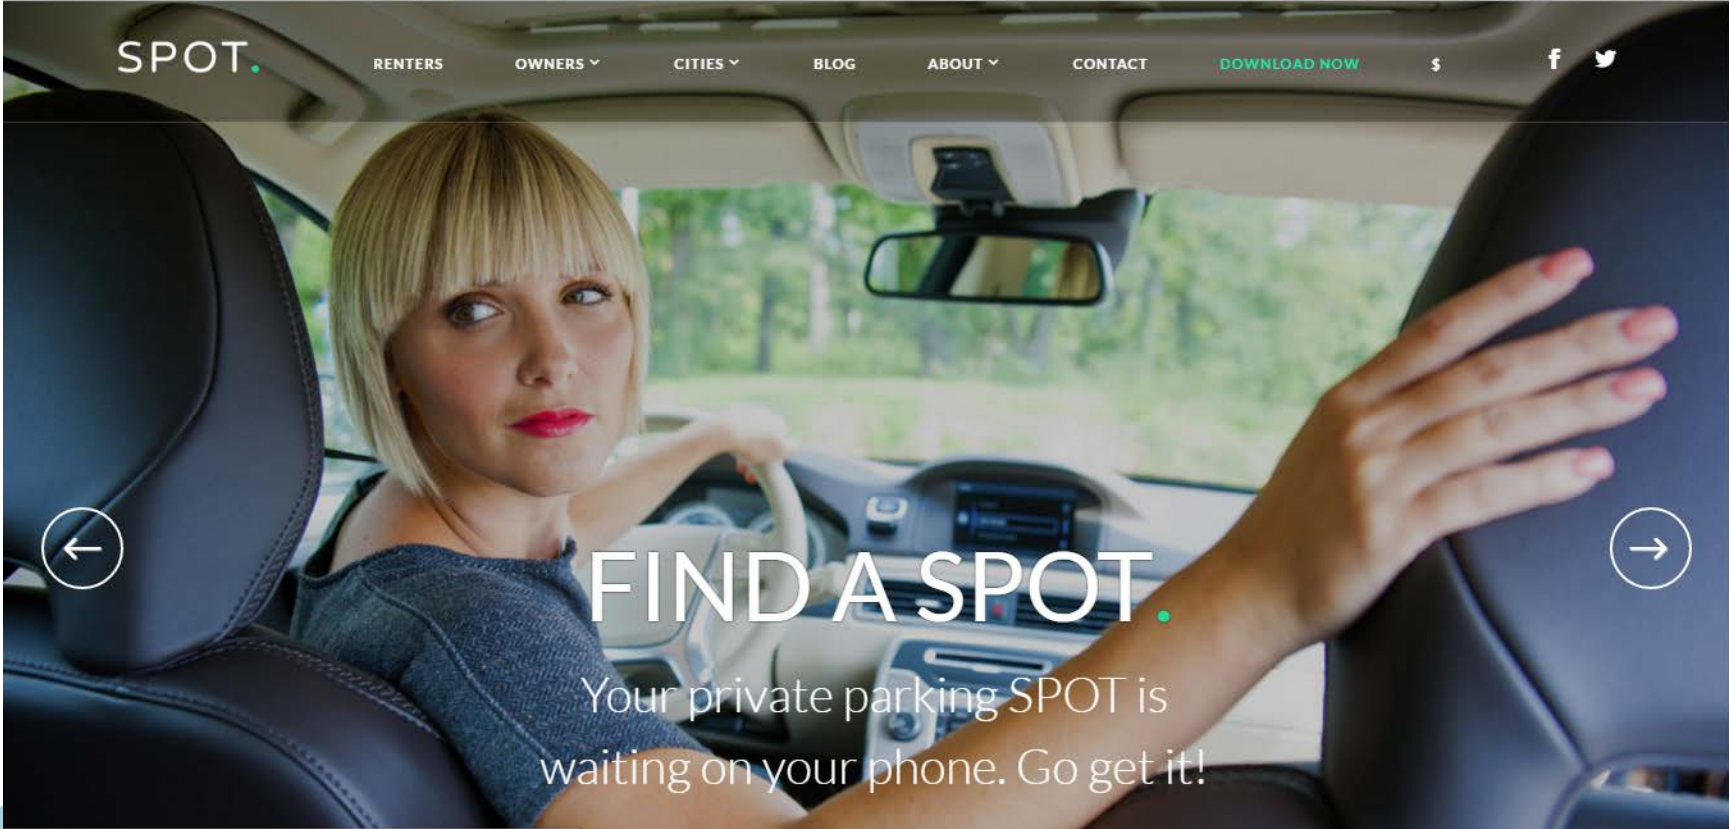 SPOT.
RENTERS OWNERS CITIES BLOG ABOUT CONTACT DOWNLOAD NOW $
FIND A SPOT.
Your private parking SPOT is
waiting on your phone. Go get it!